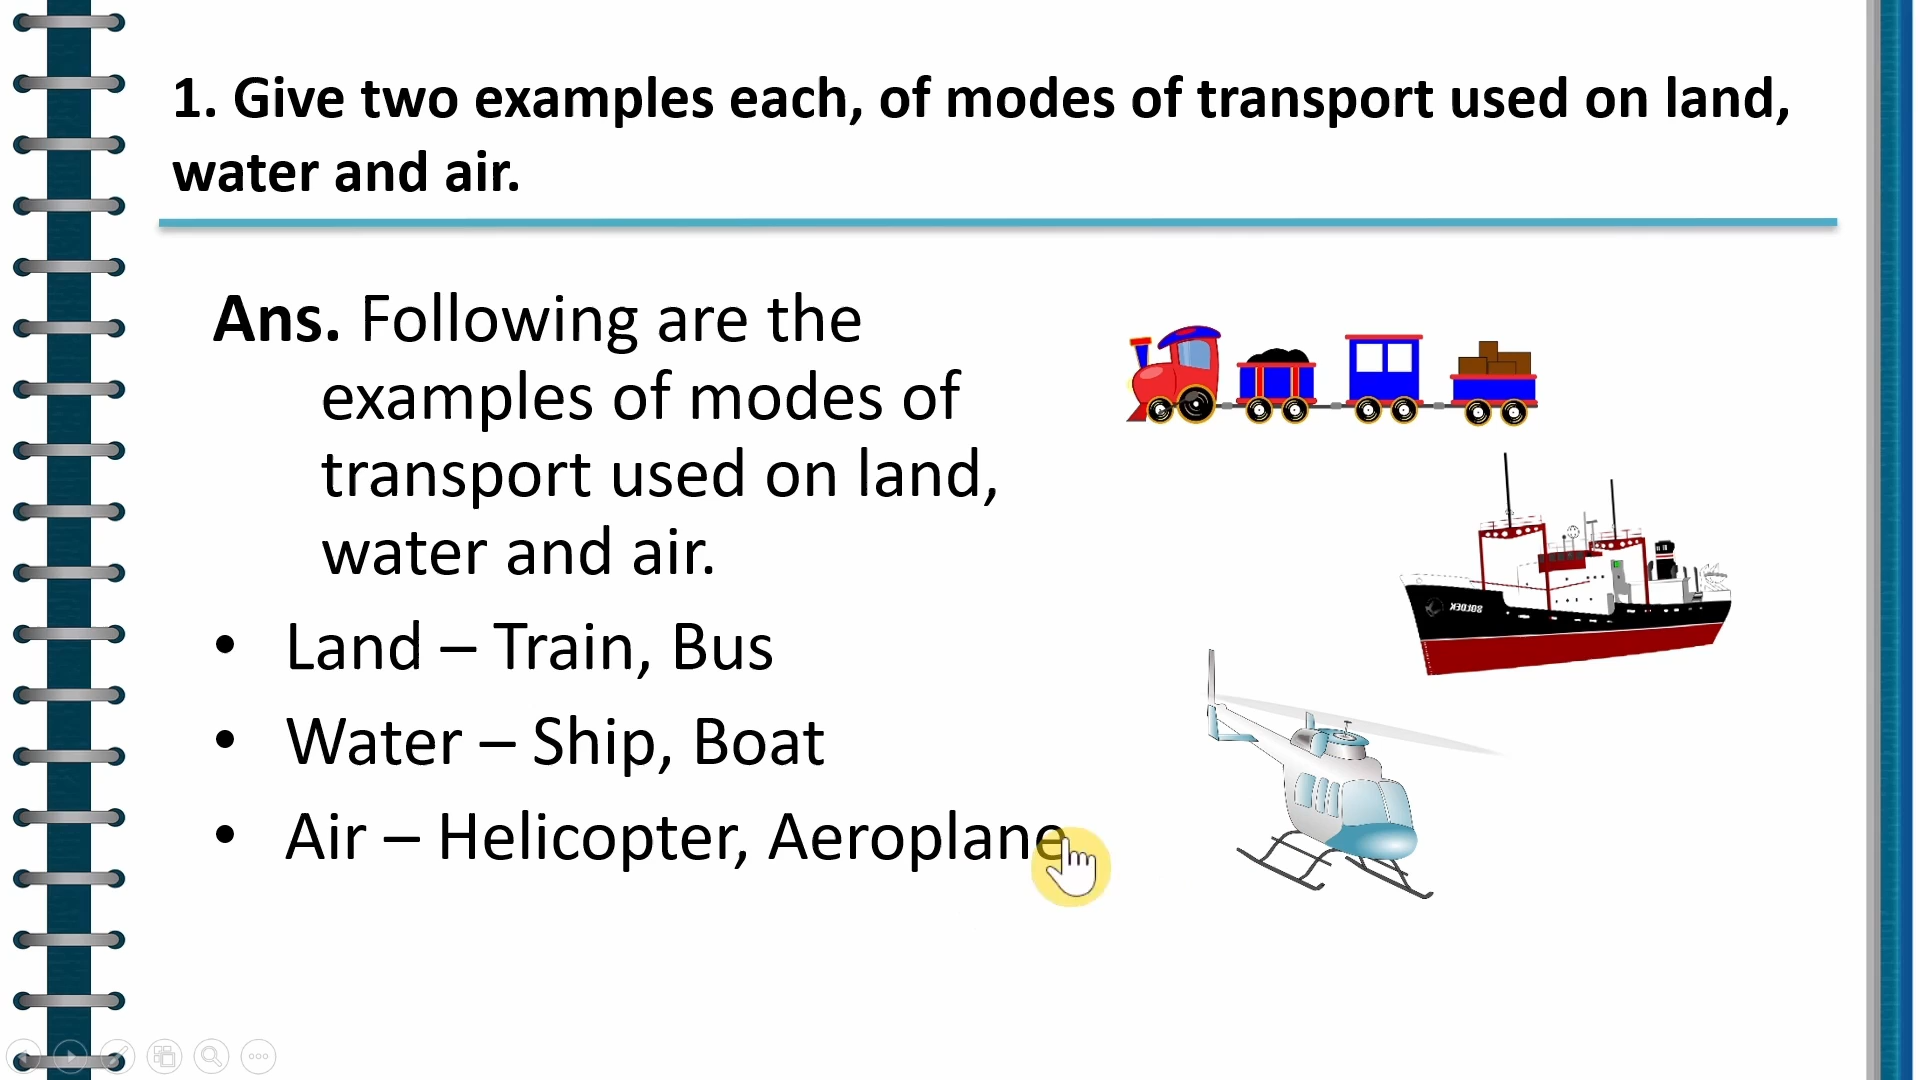 1. Give two examples each, of modes of transport used on land,
water and air.
Ans. Following are the
examples of modes of
transport used on land,
water and air.
• Land – Train, Bus
• Water – Ship, Boat
• Air – Helicopter, Aeroplane